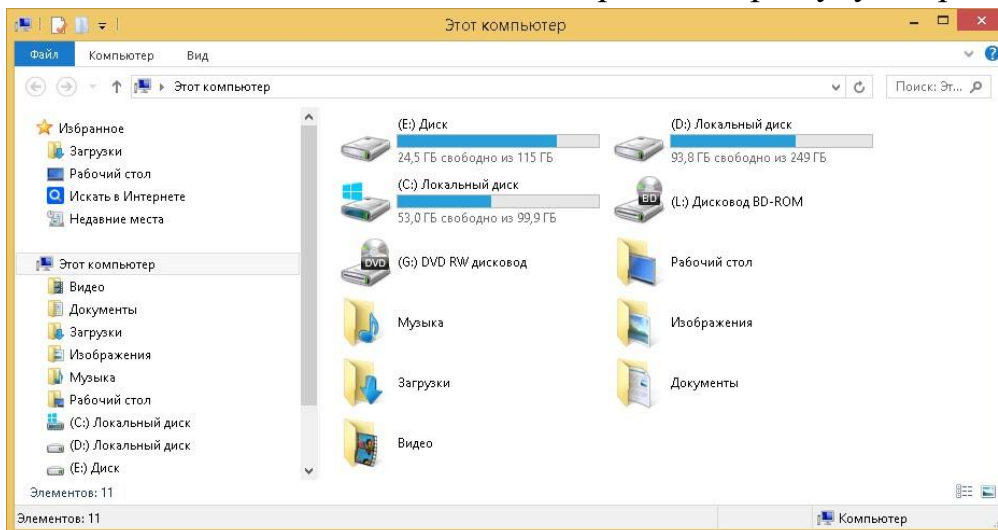 Этот компьютер
Файл Компьютер Вид
Этот компьютер
Поиск: Эт...
Избранное
Загрузки
Рабочий стол
Искать в Интернете
Недавние места
Этот компьютер
Видео
Документы
Загрузки
Изображения
Музыка
Рабочий стол
(C:) Локальный диск
(D:) Локальный диск
(E:) Диск
(E:) Диск
24,5 ГБ свободно из 115 ГБ
(D:) Локальный диск
93,8 ГБ свободно из 249 ГБ
(C:) Локальный диск
53,0 ГБ свободно из 99,9 ГБ
BD
(L:) Дисковод BD-ROM
DVD
(G:) DVD RW дисковод
Рабочий стол
Музыка
Изображения
Загрузки
Документы
Видео
Элементов: 11
Элементов: 11
Компьютер